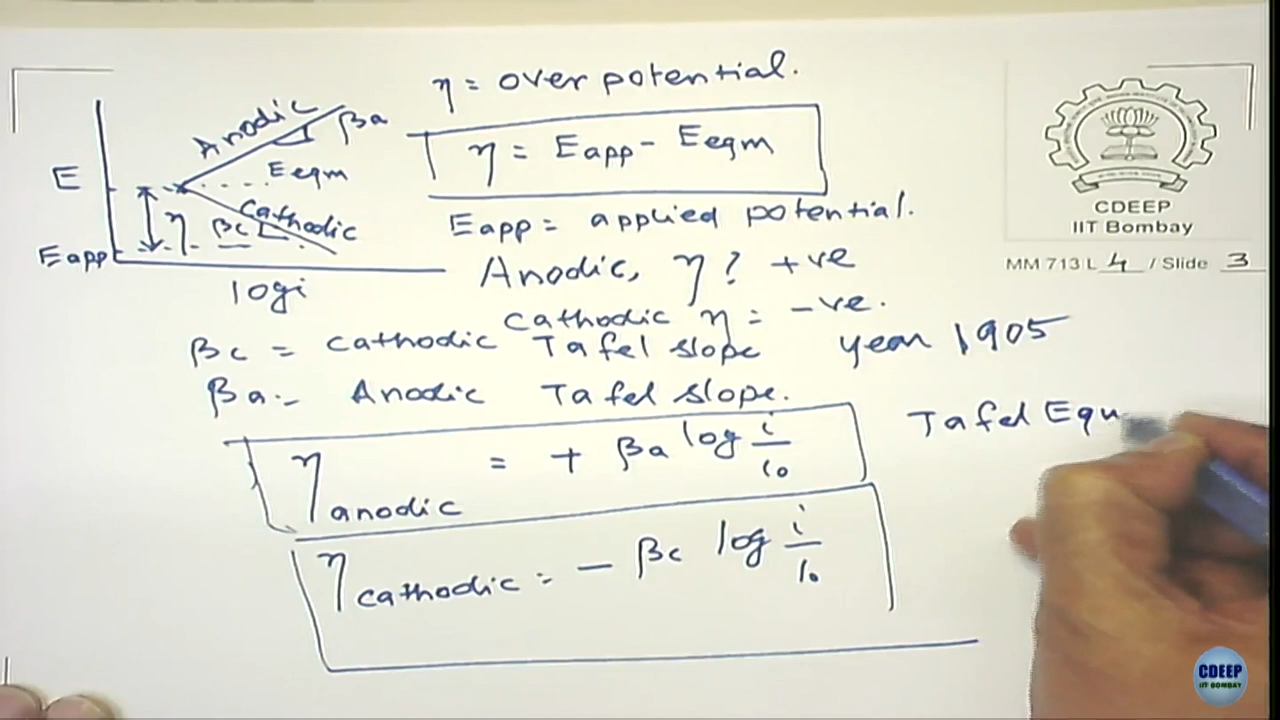 η = over potential.
Anodic
βa
η = Eapp - Eeqm
E
Eeqm
η
βc
cathodic
Eapp = applied potential.
Eapp
log i
Anodic, η? +ve
cathodic η = -ve.
βc = cathodic Tafel slope
year 1905
βa - Anodic Tafel slope.
Tafel Equ
η anodic = + βa log i/i₀
η cathodic = - βc log i/i₀
CDEEP
IIT Bombay
MM 713 L 4 / Slide 3
CDEEP
IIT BOMBAY